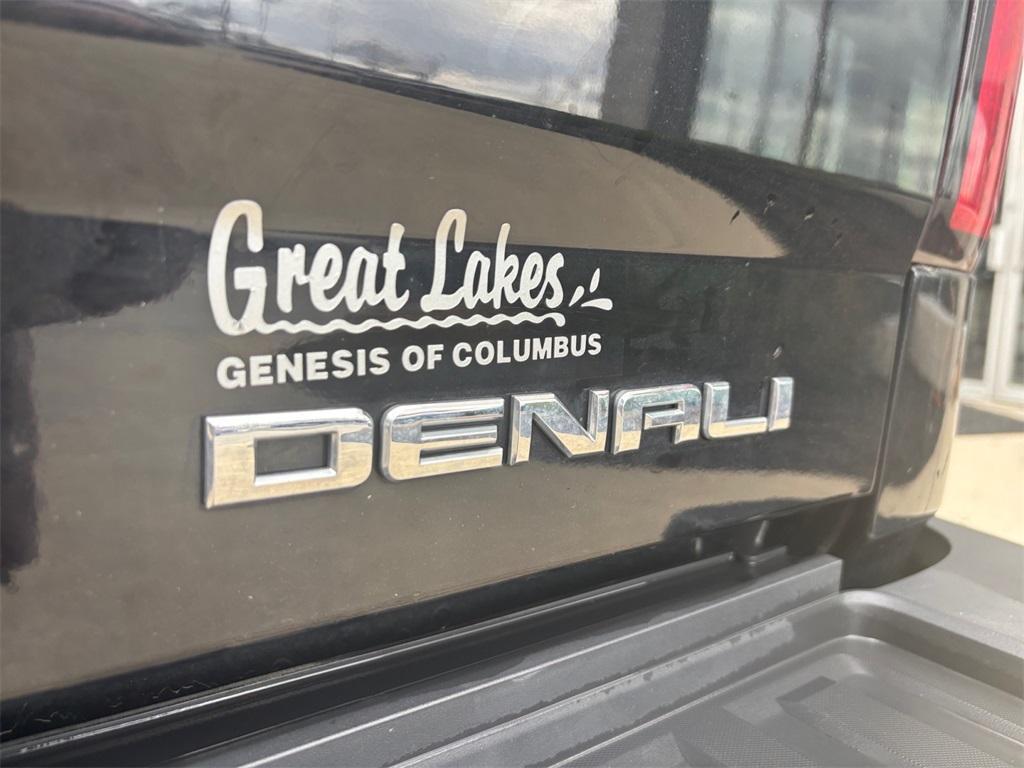 Great Lakes
GENESIS OF COLUMBUS
DENALI